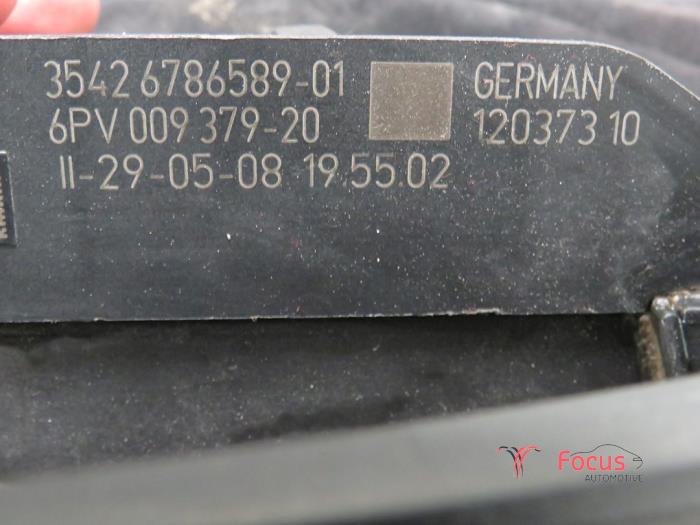 3542 6786589-01 GERMANY
6PV 009 379-20 12037310
II-29-05-08 19.55.02
Focus
AUTOMOTIVE